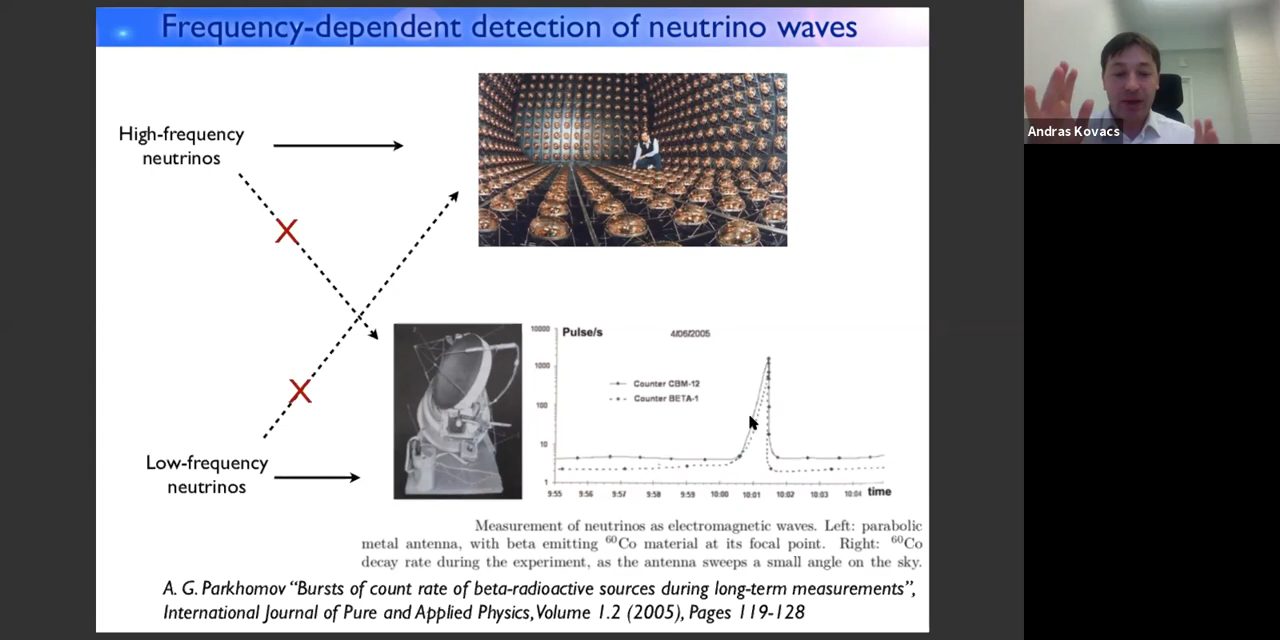 Frequency-dependent detection of neutrino waves
High-frequency
neutrinos
Andras Kovacs
10000
Pulse/s
4/06/2005
1000
Counter CBM-12
100
Counter BETA-1
10
1
9:55 9:56 9:57 9:58 9:59 10:00 10:01 10:02 10:03 10:04 time
Low-frequency
neutrinos
Measurement of neutrinos as electromagnetic waves. Left: parabolic
metal antenna, with beta emitting ⁶⁰Co material at its focal point. Right: ⁶⁰Co
decay rate during the experiment, as the antenna sweeps a small angle on the sky.
A. G. Parkhomov “Bursts of count rate of beta-radioactive sources during long-term measurements”,
International Journal of Pure and Applied Physics, Volume 1.2 (2005), Pages 119-128